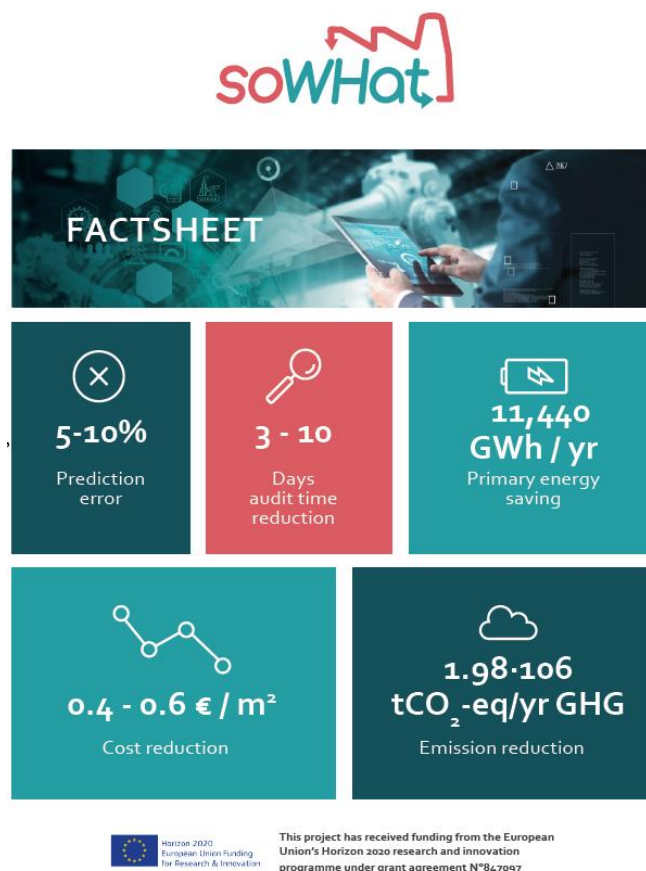 soWHat
FACTSHEET
5-10%
Prediction
error
3 - 10
Days
audit time
reduction
11,440
GWh / yr
Primary energy
saving
0.4 - 0.6 € / m²
Cost reduction
1.98·106
tCO₂-eq/yr GHG
Emission reduction
Horizon 2020
European Union Funding
for Research & Innovation
This project has received funding from the European
Union's Horizon 2020 research and innovation
programme under grant agreement N°847097